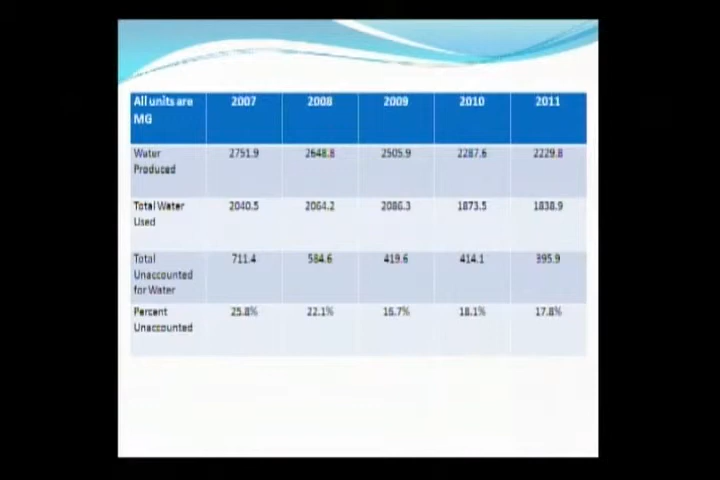 All units are 2007 2008 2009 2010 2011
MG
Water 2751.9 2648.8 2505.9 2287.6 2229.8
Produced
Total Water 2040.5 2064.2 2086.3 1873.5 1838.9
Used
Total 711.4 584.6 419.6 414.1 395.9
Unaccounted
for Water
Percent 25.8% 22.1% 16.7% 18.1% 17.8%
Unaccounted